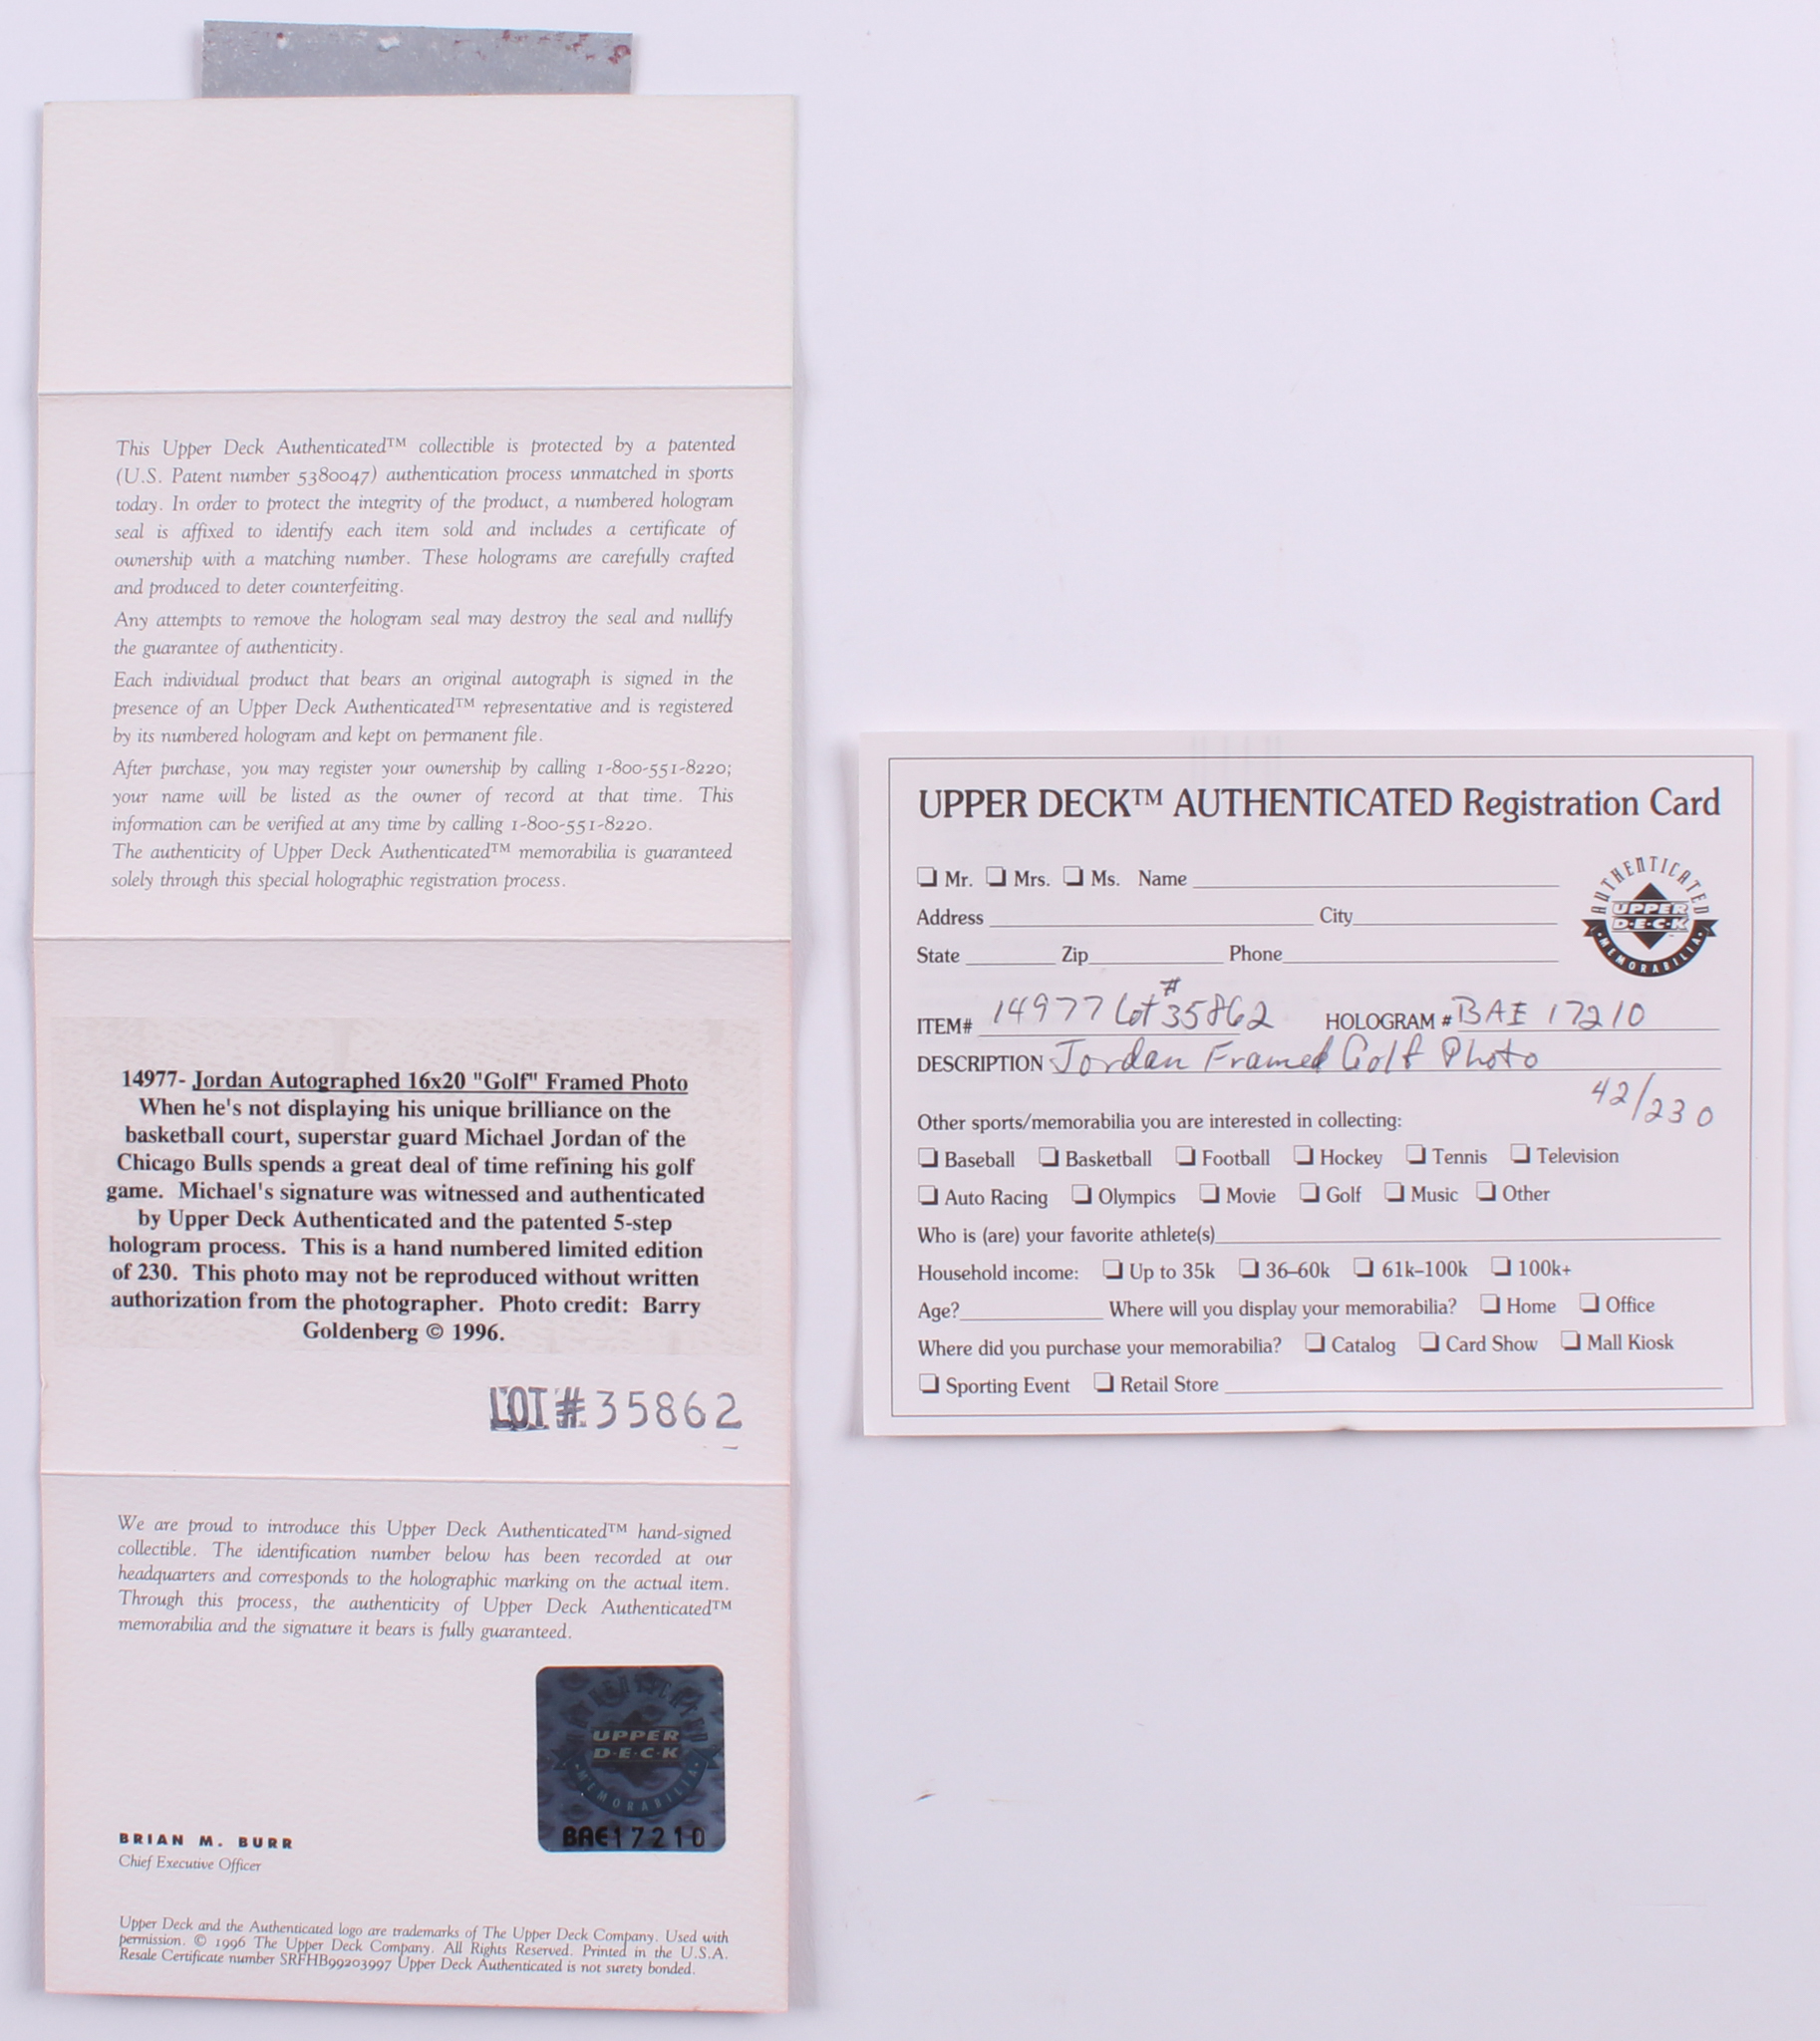 This Upper Deck Authenticated™ collectible is protected by a patented
(U.S. Patent number 5380047) authentication process unmatched in sports
today. In order to protect the integrity of the product, a numbered hologram
seal is affixed to identify each item sold and includes a certificate of
ownership with a matching number. These holograms are carefully crafted
and produced to deter counterfeiting.
Any attempts to remove the hologram seal may destroy the seal and nullify
the guarantee of authenticity.
Each individual product that bears an original autograph is signed in the
presence of an Upper Deck Authenticated™ representative and is registered
by its numbered hologram and kept on permanent file.
After purchase, you may register your ownership by calling 1-800-551-8220;
your name will be listed as the owner of record at that time. This
information can be verified at any time by calling 1-800-551-8220.
The authenticity of Upper Deck Authenticated™ memorabilia is guaranteed
solely through this special holographic registration process.
14977- Jordan Autographed 16x20 "Golf" Framed Photo
When he's not displaying his unique brilliance on the
basketball court, superstar guard Michael Jordan of the
Chicago Bulls spends a great deal of time refining his golf
game. Michael's signature was witnessed and authenticated
by Upper Deck Authenticated and the patented 5-step
hologram process. This is a hand numbered limited edition
of 230. This photo may not be reproduced without written
authorization from the photographer. Photo credit: Barry
Goldenberg © 1996.
LOT # 35862
We are proud to introduce this Upper Deck Authenticated™ hand-signed
collectible. The identification number below has been recorded at our
headquarters and corresponds to the holographic marking on the actual item.
Through this process, the authenticity of Upper Deck Authenticated™
memorabilia and the signature it bears is fully guaranteed.
AUTHENTICATED
UPPER
D·E·C·K
MEMORABILIA
BAE17210
BRIAN M. BURR
Chief Executive Officer
Upper Deck and the Authenticated logo are trademarks of The Upper Deck Company. Used with
permission. © 1996 The Upper Deck Company. All Rights Reserved. Printed in the U.S.A.
Resale Certificate number SRFHB99203997 Upper Deck Authenticated is not surety bonded.
UPPER DECK™ AUTHENTICATED Registration Card
Mr. Mrs. Ms. Name
Address City
State Zip Phone
AUTHENTICATED
UPPER
D·E·C·K
MEMORABILIA
ITEM# 14977 Lot # 35862 HOLOGRAM # BAE 17210
DESCRIPTION Jordan Framed Golf Photo
42/230
Other sports/memorabilia you are interested in collecting:
Baseball Basketball Football Hockey Tennis Television
Auto Racing Olympics Movie Golf Music Other
Who is (are) your favorite athlete(s)
Household income: Up to 35k 36–60k 61k–100k 100k+
Age? Where will you display your memorabilia? Home Office
Where did you purchase your memorabilia? Catalog Card Show Mall Kiosk
Sporting Event Retail Store